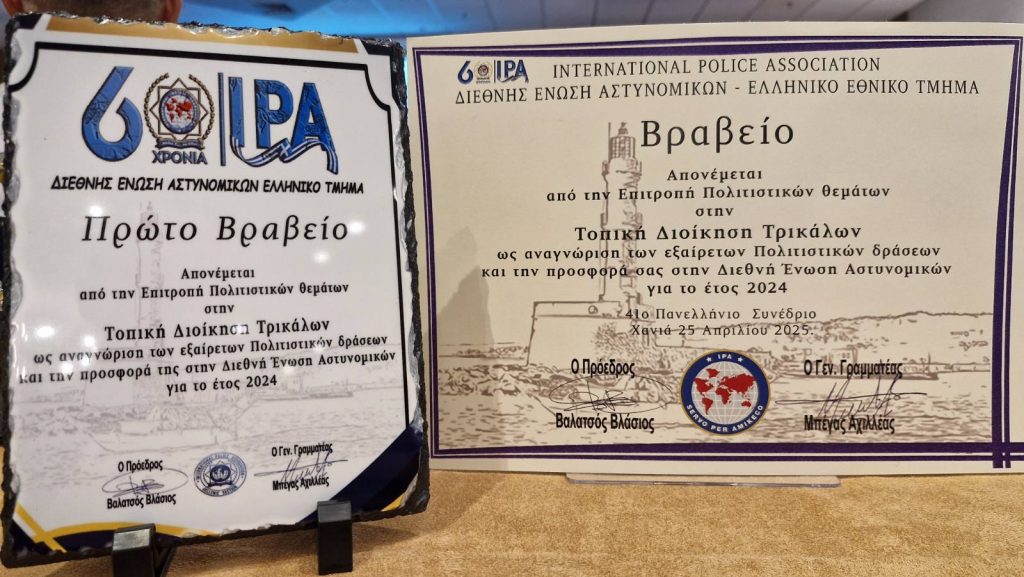 60 IPA
ΧΡΟΝΙΑ
ΔΙΕΘΝΗΣ ΕΝΩΣΗ ΑΣΤΥΝΟΜΙΚΩΝ ΕΛΛΗΝΙΚΟ ΤΜΗΜΑ
Πρώτο Βραβείο
Απονέμεται
από την Επιτροπή Πολιτιστικών θεμάτων
στην
Τοπική Διοίκηση Τρικάλων
ως αναγνώριση των εξαίρετων Πολιτιστικών δράσεων
και την προσφορά της στην Διεθνή Ένωση Αστυνομικών
για το έτος 2024
Ο Πρόεδρος
Βαλατσός Βλάσιος
Ο Γεν. Γραμματέας
Μπέγας Αχιλλέας
60 IPA
INTERNATIONAL POLICE ASSOCIATION
ΔΙΕΘΝΗΣ ΕΝΩΣΗ ΑΣΤΥΝΟΜΙΚΩΝ - ΕΛΛΗΝΙΚΟ ΕΘΝΙΚΟ ΤΜΗΜΑ
Βραβείο
Απονέμεται
από την Επιτροπή Πολιτιστικών θεμάτων
στην
Τοπική Διοίκηση Τρικάλων
ως αναγνώριση των εξαίρετων Πολιτιστικών δράσεων
και την προσφορά σας στην Διεθνή Ένωση Αστυνομικών
για το έτος 2024
41ο Πανελλήνιο Συνέδριο
Χανιά 25 Απριλίου 2025.
Ο Πρόεδρος
Βαλατσός Βλάσιος
IPA
SERVO PER AMIKECO
Ο Γεν. Γραμματέας
Μπέγας Αχιλλέας